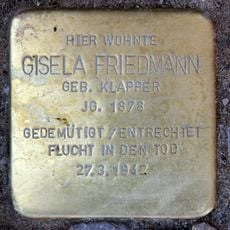 HIER WOHNTE
GISELA FRIEDMANN
GEB. KLAPPER
JG. 1878
GEDEMÜTIGT / ENTRECHTET
FLUCHT IN DEN TOD
27.3.1942